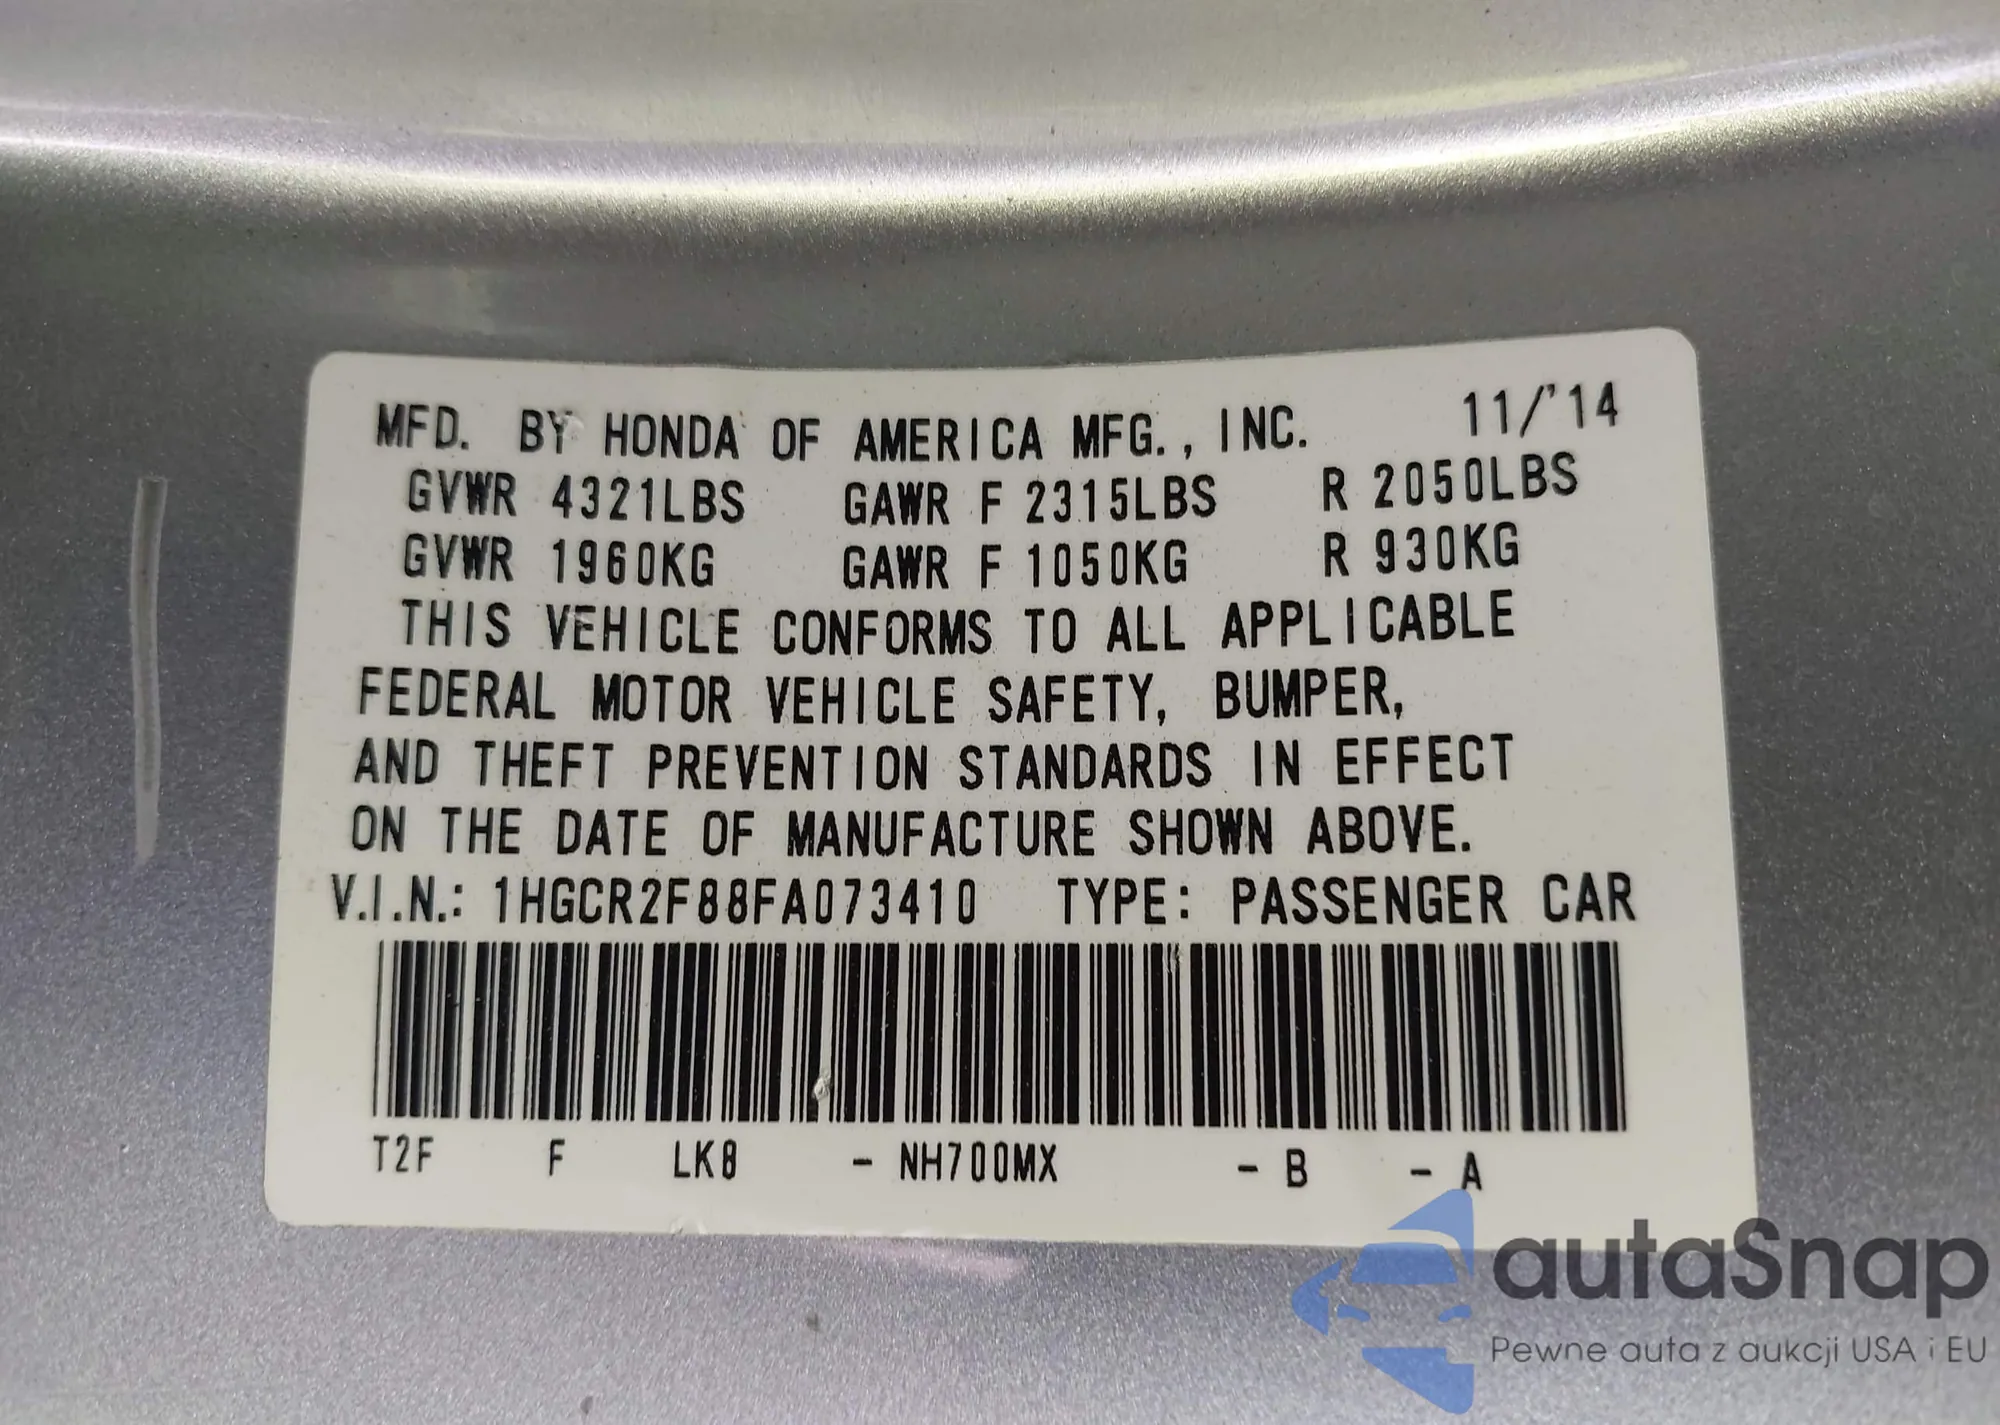 MFD. BY HONDA OF AMERICA MFG., INC. 11/'14
GVWR 4321LBS GAWR F 2315LBS R 2050LBS
GVWR 1960KG GAWR F 1050KG R 930KG
THIS VEHICLE CONFORMS TO ALL APPLICABLE
FEDERAL MOTOR VEHICLE SAFETY, BUMPER,
AND THEFT PREVENTION STANDARDS IN EFFECT
ON THE DATE OF MANUFACTURE SHOWN ABOVE.
V.I.N.: 1HGCR2F88FA073410 TYPE: PASSENGER CAR
T2F F LK8 - NH700MX - B - A
autaSnap
Pewne auta z aukcji USA i EU